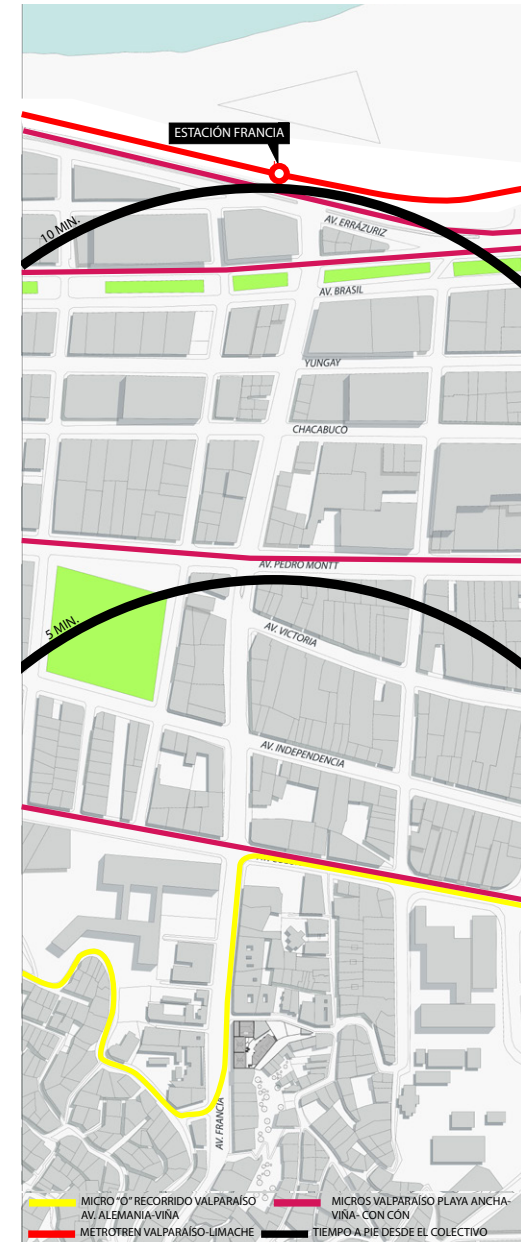 ESTACIÓN FRANCIA
10 MIN.
AV. ERRÁZURIZ
AV. BRASIL
YUNGAY
CHACABUCO
AV. PEDRO MONTT
5 MIN.
AV. VICTORIA
AV. INDEPENDENCIA
AV. FRANCIA
MICRO "O" RECORRIDO VALPARAÍSO
AV. ALEMANIA-VIÑA
MICROS VALPARAÍSO PLAYA ANCHA-
VIÑA- CON CÓN
METROTREN VALPARAÍSO-LIMACHE
TIEMPO A PIE DESDE EL COLECTIVO